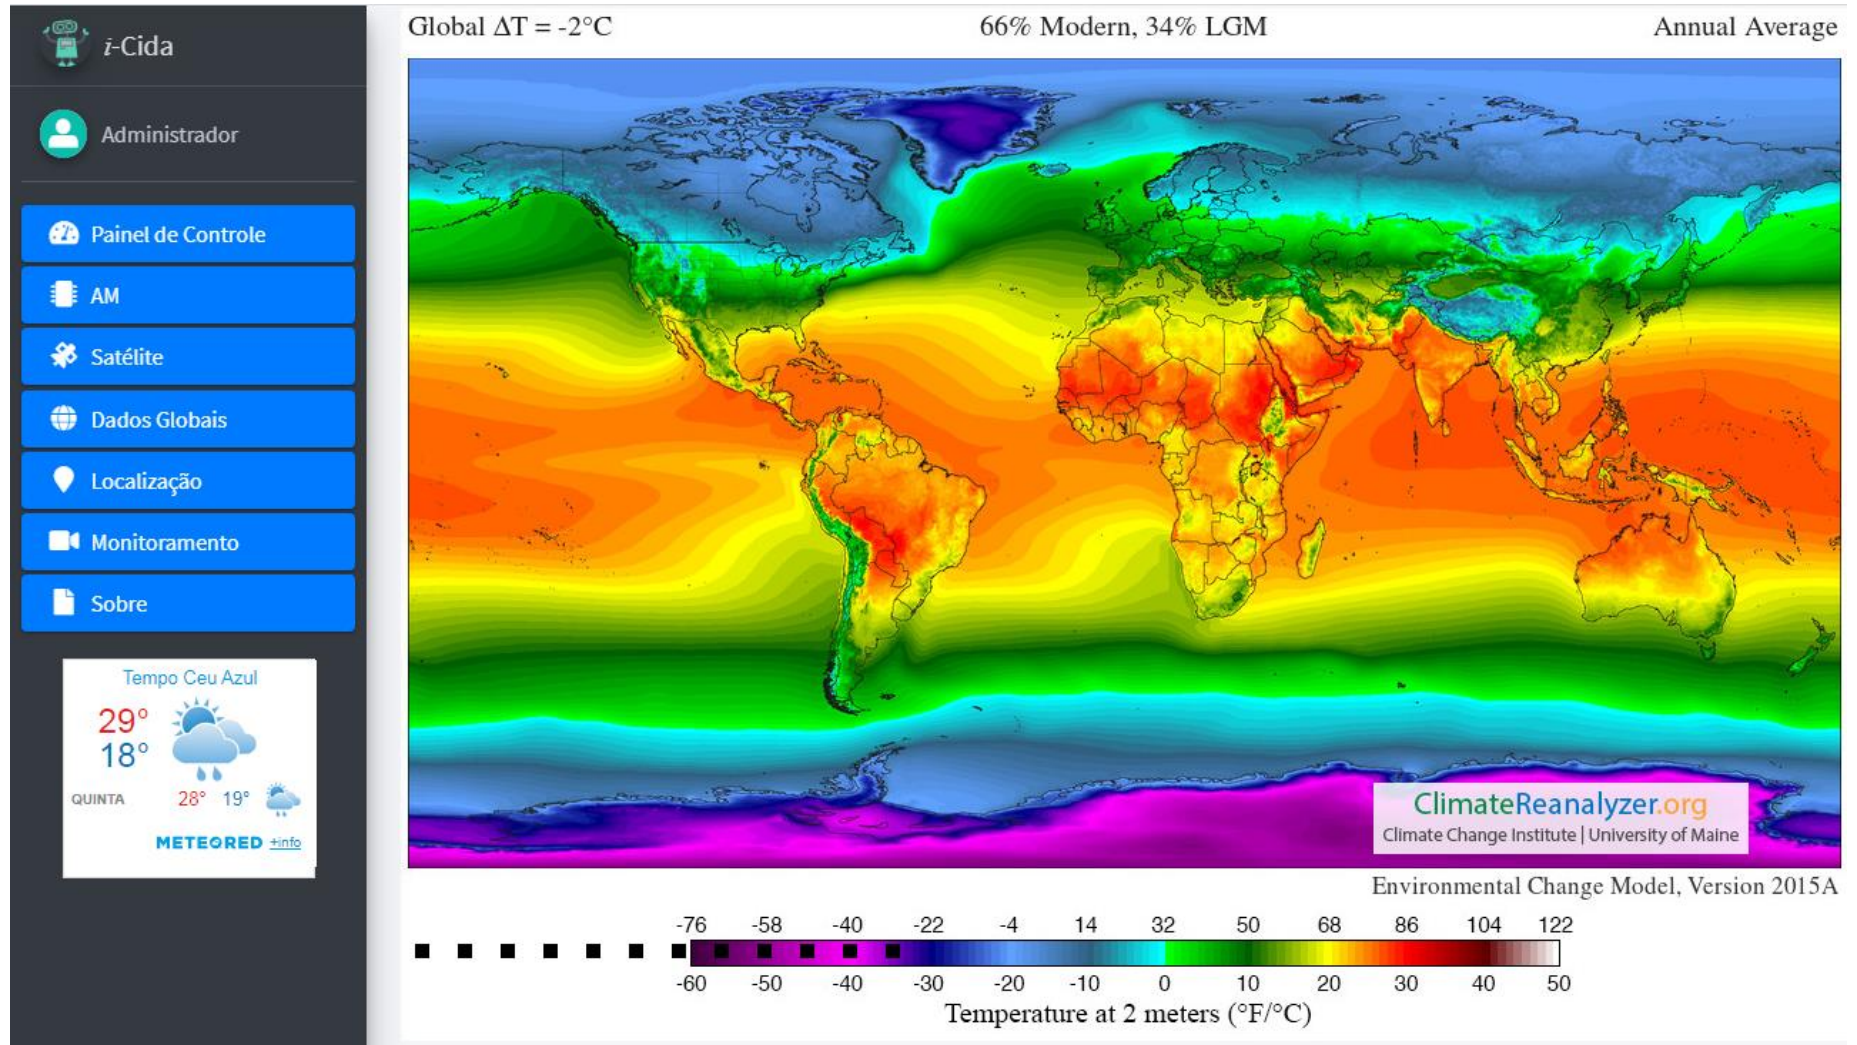 i-Cida
Administrador
Painel de Controle
AM
Satélite
Dados Globais
Localização
Monitoramento
Sobre
Tempo Ceu Azul
29°
18°
QUINTA 28° 19°
METEORED +info
Global ΔT = -2°C 66% Modern, 34% LGM Annual Average
ClimateReanalyzer.org
Climate Change Institute | University of Maine
Environmental Change Model, Version 2015A
-76 -58 -40 -22 -4 14 32 50 68 86 104 122
-60 -50 -40 -30 -20 -10 0 10 20 30 40 50
Temperature at 2 meters (°F/°C)